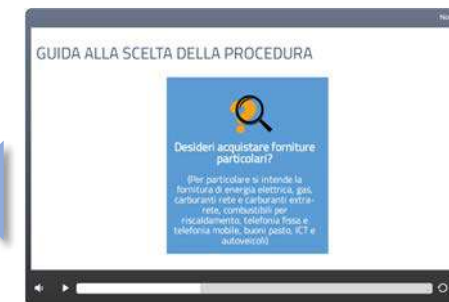 No
GUIDA ALLA SCELTA DELLA PROCEDURA
Desideri acquistare forniture
particolari?
(Per particolare si intende la
fornitura di energia elettrica, gas,
carburanti rete e carburanti extra-
rete, combustibili per
riscaldamento, telefonia fissa e
telefonia mobile, buoni pasto, ICT e
autoveicoli)